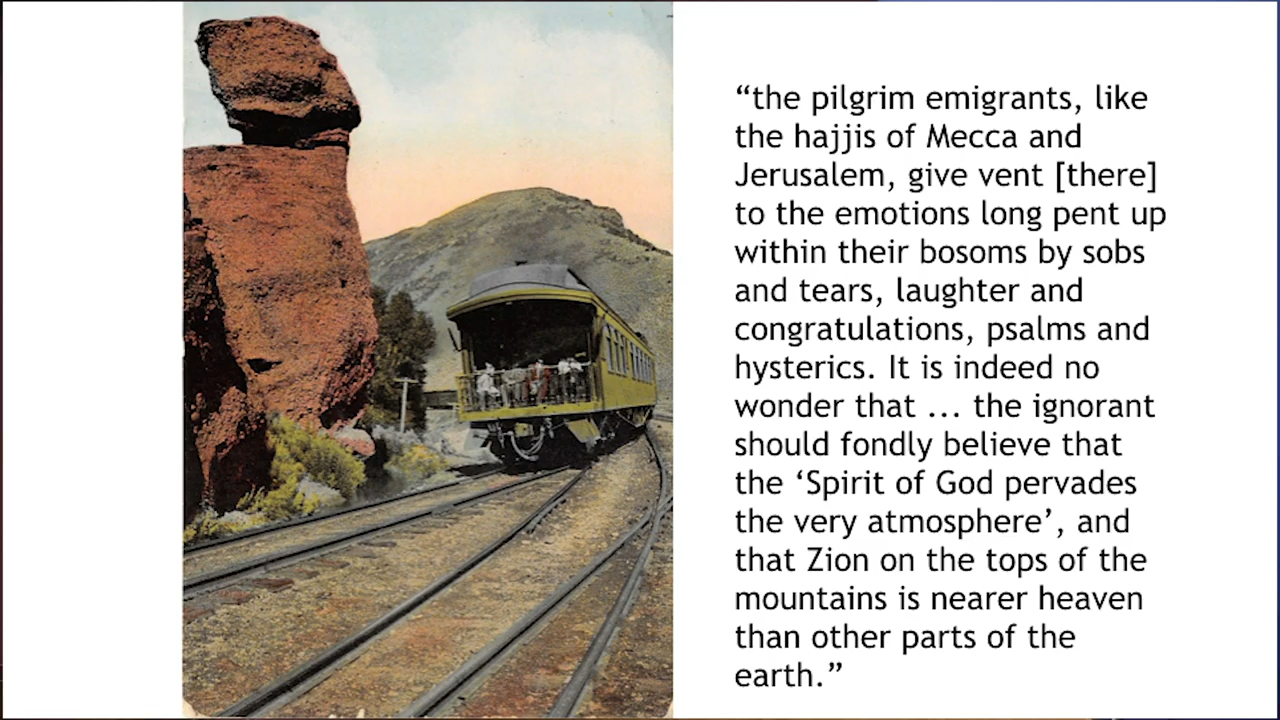 “the pilgrim emigrants, like
the hajjis of Mecca and
Jerusalem, give vent [there]
to the emotions long pent up
within their bosoms by sobs
and tears, laughter and
congratulations, psalms and
hysterics. It is indeed no
wonder that ... the ignorant
should fondly believe that
the ‘Spirit of God pervades
the very atmosphere’, and
that Zion on the tops of the
mountains is nearer heaven
than other parts of the
earth.”